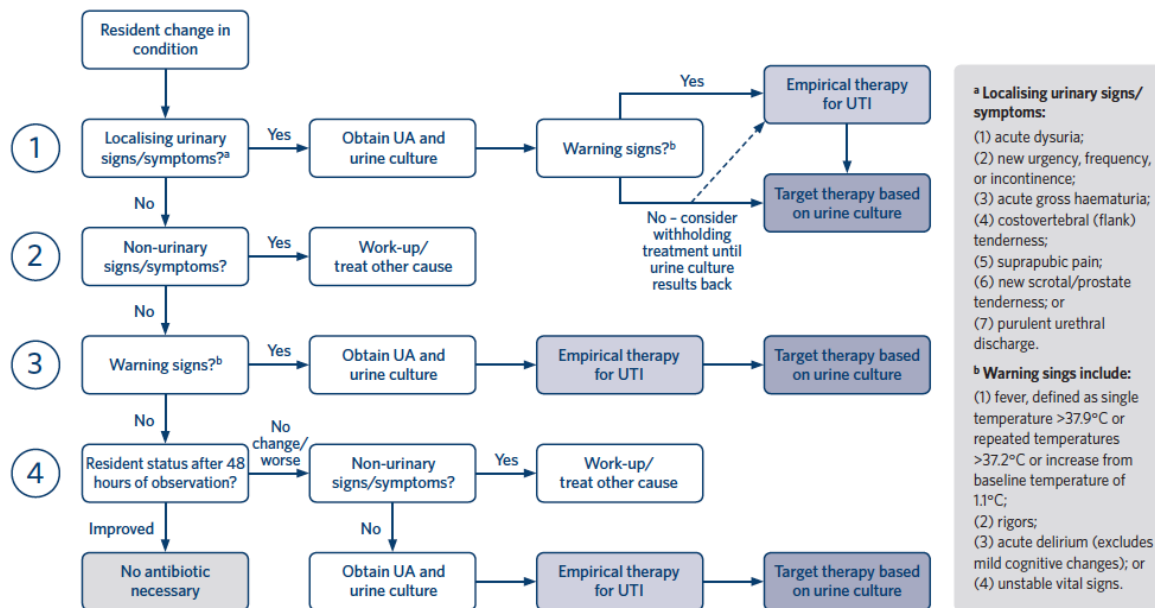 Resident change in
condition
1
Localising urinary
signs/symptoms?a
Yes
Obtain UA and
urine culture
Warning signs?b
Yes
Empirical therapy
for UTI
No – consider
withholding
treatment until
urine culture
results back
Target therapy based
on urine culture
No
2
Non-urinary
signs/symptoms?
Yes
Work-up/
treat other cause
No
3
Warning signs?b
Yes
Obtain UA and
urine culture
Empirical therapy
for UTI
Target therapy based
on urine culture
No
4
Resident status after 48
hours of observation?
No
change/
worse
Non-urinary
signs/symptoms?
Yes
Work-up/
treat other cause
Improved
No antibiotic
necessary
No
Obtain UA and
urine culture
Empirical therapy
for UTI
Target therapy based
on urine culture
a Localising urinary signs/
symptoms:
(1) acute dysuria;
(2) new urgency, frequency,
or incontinence;
(3) acute gross haematuria;
(4) costovertebral (flank)
tenderness;
(5) suprapubic pain;
(6) new scrotal/prostate
tenderness; or
(7) purulent urethral
discharge.
b Warning sings include:
(1) fever, defined as single
temperature >37.9°C or
repeated temperatures
>37.2°C or increase from
baseline temperature of
1.1°C;
(2) rigors;
(3) acute delirium (excludes
mild cognitive changes); or
(4) unstable vital signs.